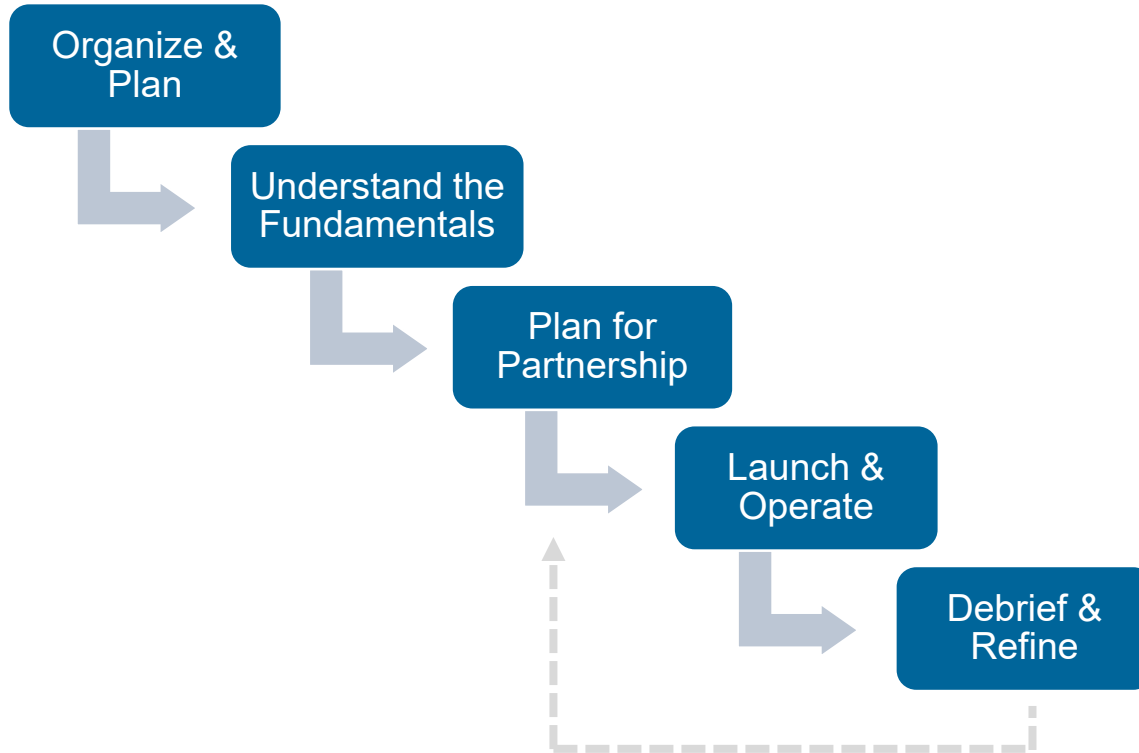 Organize &
Plan
Understand the
Fundamentals
Plan for
Partnership
Launch &
Operate
Debrief &
Refine